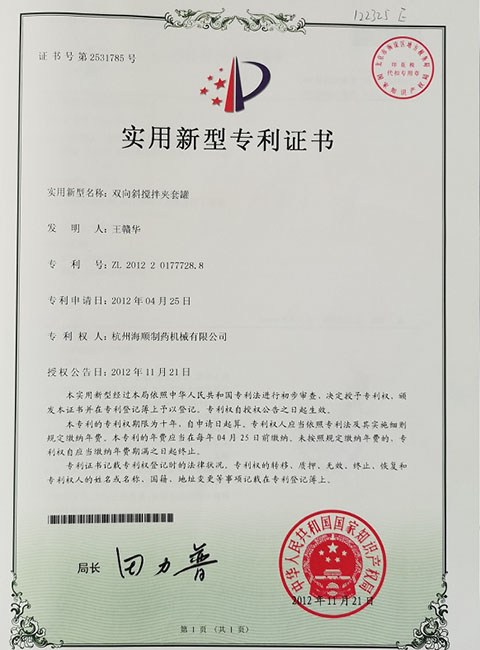 122325 E
证书号第2531785号
实用新型专利证书
实用新型名称：双向斜搅拌夹套罐
发明人：王赣华
专利号：ZL 2012 2 0177728.8
专利申请日：2012年04月25日
专利权人：杭州海顺制药机械有限公司
授权公告日：2012年11月21日
本实用新型经过本局依照中华人民共和国专利法进行初步审查，决定授予专利权，颁
发本证书并在专利登记簿上予以登记。专利权自授权公告之日起生效。
本专利的专利权期限为十年，自申请日起算。专利权人应当依照专利法及其实施细则
规定缴纳年费。本专利的年费应当在每年04月25日前缴纳。未按照规定缴纳年费的，专
利权自应当缴纳年费期满之日起终止。
专利证书记载专利权登记时的法律状况。专利权的转移、质押、无效、终止、恢复和
专利权人的姓名或名称、国籍、地址变更等事项记载在专利登记簿上。
局长
田力普
中华人民共和国国家知识产权局
2012年11月21日
第1页（共1页）